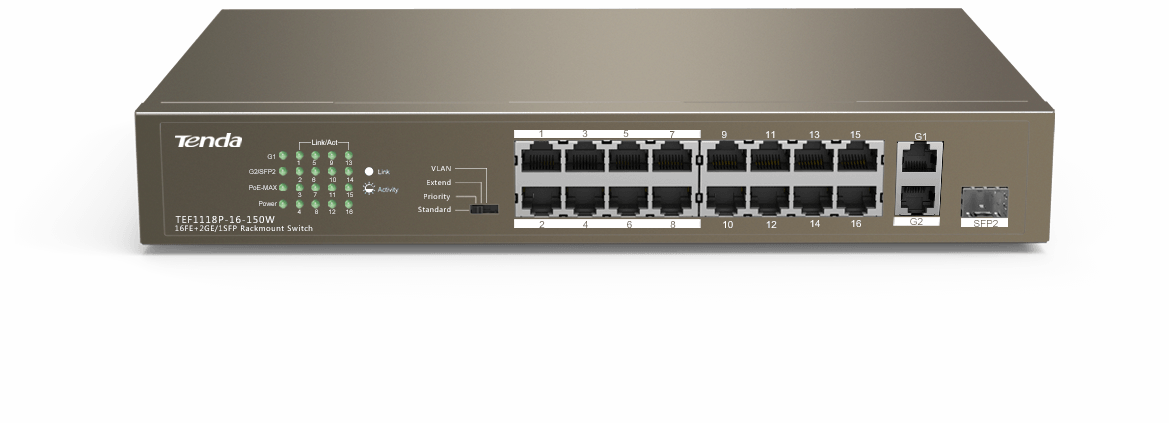 Tenda
Link/Act
G1
1 5 9 13
G2/SFP2
2 6 10 14
PoE-MAX
3 7 11 15
Power
4 8 12 16
Link
Activity
TEF1118P-16-150W
16FE+2GE/1SFP Rackmount Switch
VLAN
Extend
Priority
Standard
1 3 5 7
9 11 13 15
2 4 6 8
10 12 14 16
G1
G2
SFP2